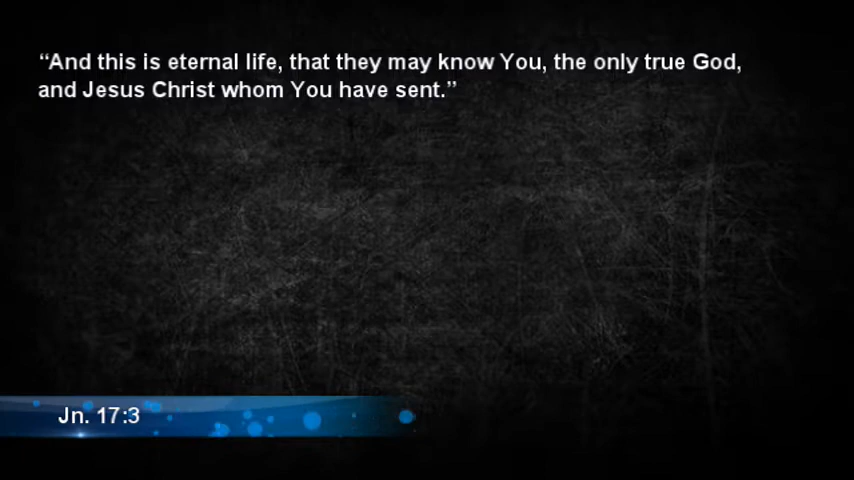 “And this is eternal life, that they may know You, the only true God,
and Jesus Christ whom You have sent.”
Jn. 17:3